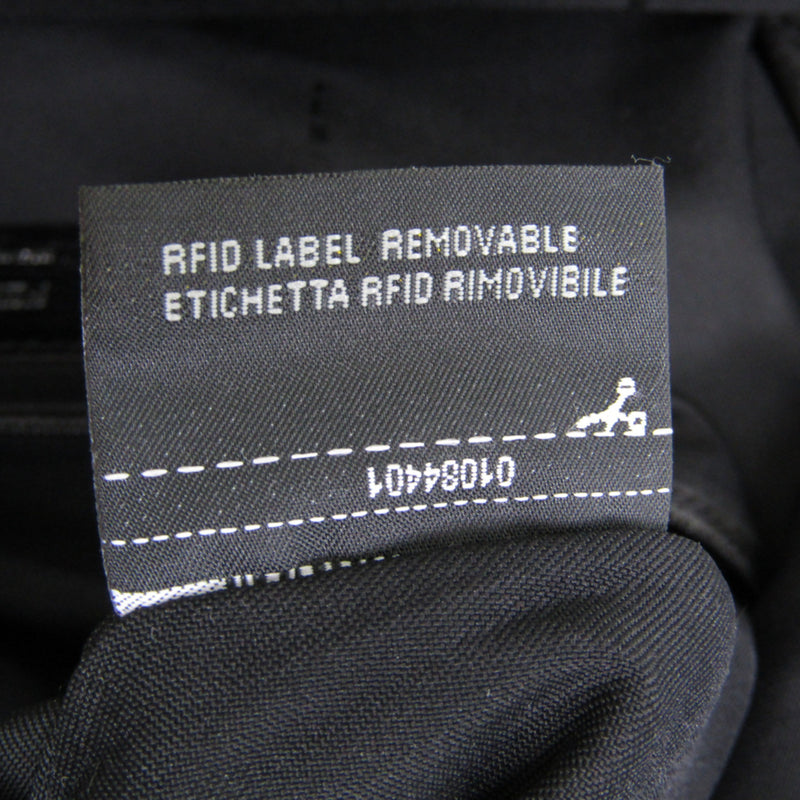 RFID LABEL REMOVABLE
ETICHETTA RFID RIMOVIBILE
01084401